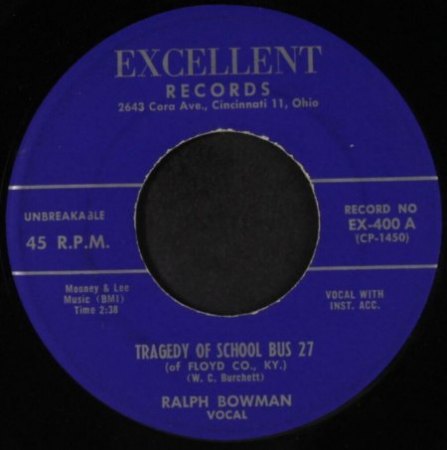 EXCELLENT
RECORDS
2643 Cora Ave., Cincinnati 11, Ohio
UNBREAKABLE
45 R.P.M.
RECORD NO
EX-400 A
(CP-1450)
Mooney & Lee
Music (BMI)
Time 2:38
VOCAL WITH
INST. ACC.
TRAGEDY OF SCHOOL BUS 27
(of FLOYD CO., KY.)
(W. C. Burchett)
RALPH BOWMAN
VOCAL